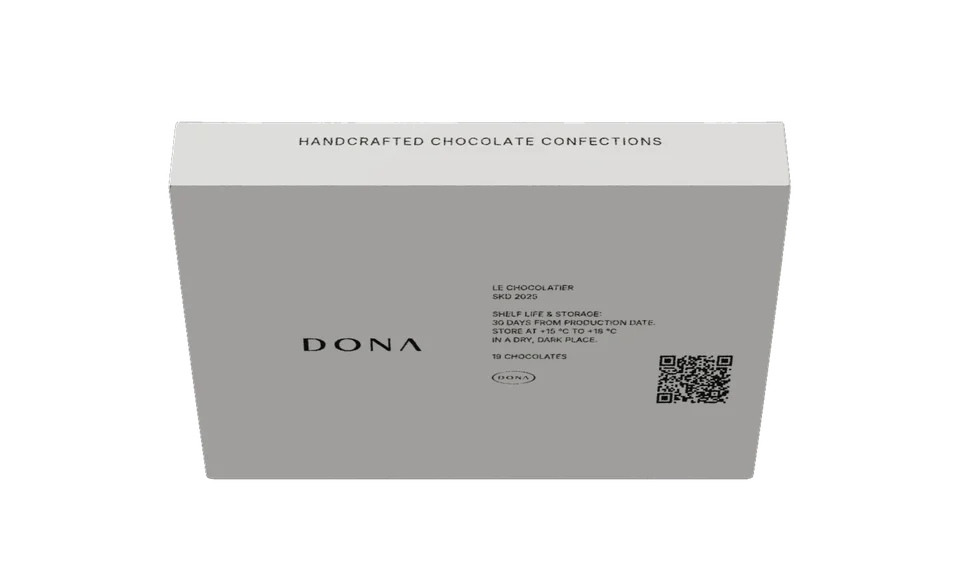 HANDCRAFTED CHOCOLATE CONFECTIONS
DONA
LE CHOCOLATIER
SKD 2025
SHELF LIFE & STORAGE:
30 DAYS FROM PRODUCTION DATE.
STORE AT +15 °C TO +18 °C
IN A DRY, DARK PLACE.
19 CHOCOLATES
DONA